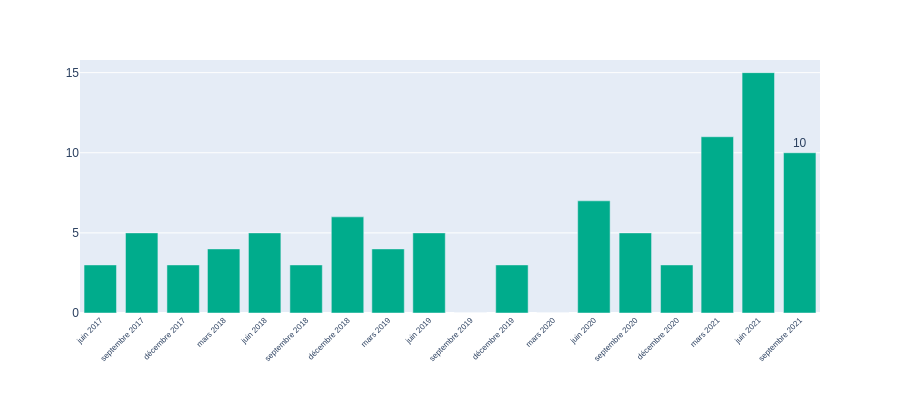 15
10
5
0
10
juin 2017
septembre 2017
décembre 2017
mars 2018
juin 2018
septembre 2018
décembre 2018
mars 2019
juin 2019
septembre 2019
décembre 2019
mars 2020
juin 2020
septembre 2020
décembre 2020
mars 2021
juin 2021
septembre 2021